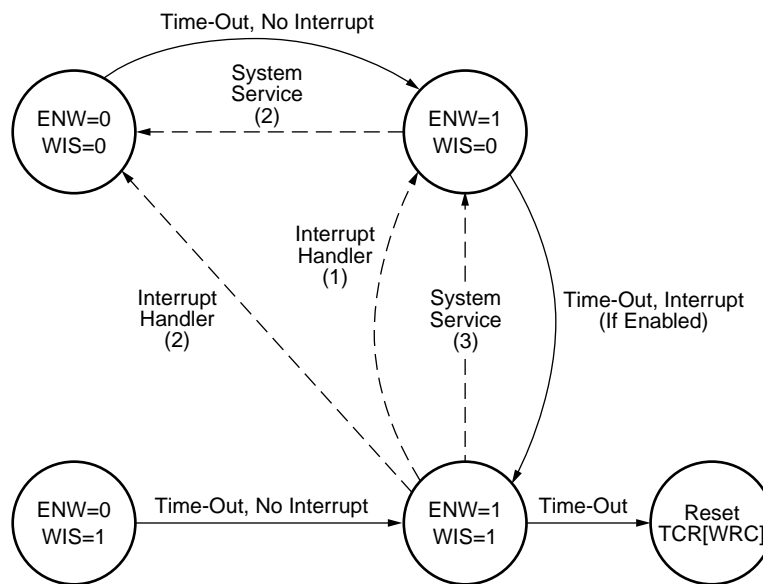 Time-Out, No Interrupt
System
Service
(2)
ENW=0
WIS=0
ENW=1
WIS=0
Interrupt
Handler
(1)
Interrupt
Handler
(2)
System
Service
(3)
Time-Out, Interrupt
(If Enabled)
ENW=0
WIS=1
Time-Out, No Interrupt
ENW=1
WIS=1
Time-Out
Reset
TCR[WRC]